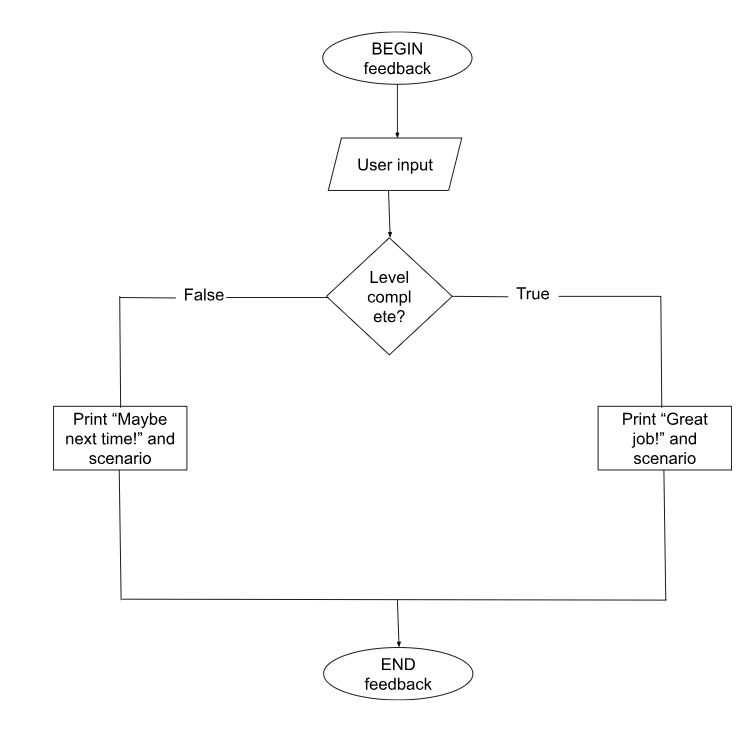 BEGIN
feedback
User input
Level
compl
ete?
False
True
Print “Maybe
next time!” and
scenario
Print “Great
job!” and
scenario
END
feedback